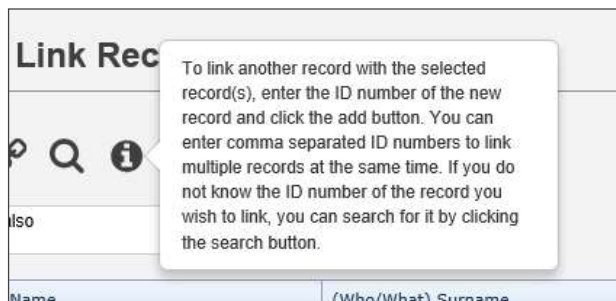 Link Rec
To link another record with the selected
record(s), enter the ID number of the new
record and click the add button. You can
enter comma separated ID numbers to link
multiple records at the same time. If you do
not know the ID number of the record you
wish to link, you can search for it by clicking
the search button.
also
Name
(Who/What) Surname